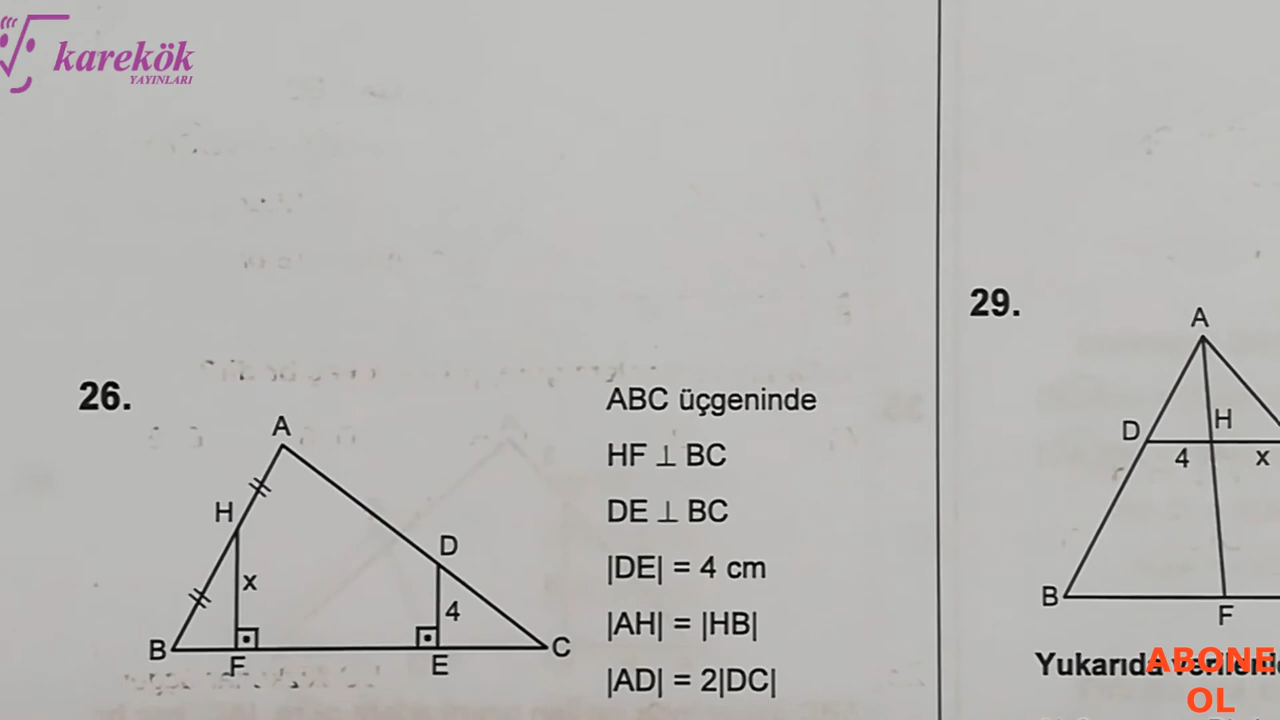 karekök
YAYINLARI
26.
A
H
D
x
4
B
F
E
C
ABC üçgeninde
HF ⊥ BC
DE ⊥ BC
|DE| = 4 cm
|AH| = |HB|
|AD| = 2|DC|
29.
A
D
H
4
x
B
F
Yukarıda
ABONE
OL